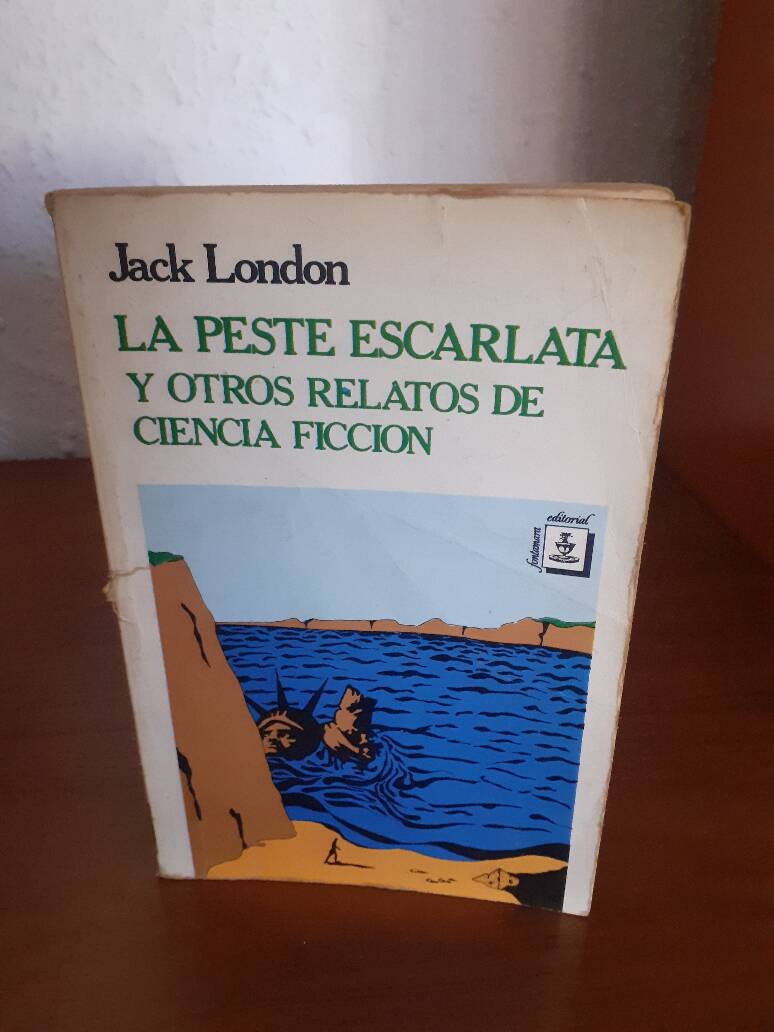 Jack London
LA PESTE ESCARLATA
Y OTROS RELATOS DE
CIENCIA FICCION
editorial
fontamara